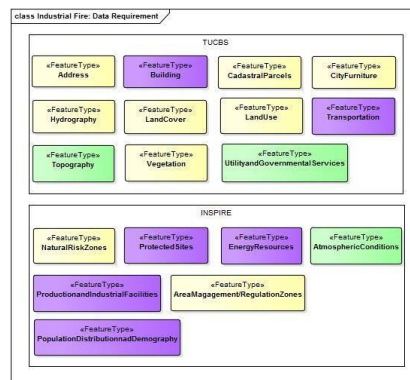 class Industrial Fire: Data Requirement
TUCBS
«FeatureType» «FeatureType» «FeatureType» «FeatureType»
Address Building CadastralParcels CityFurniture
«FeatureType» «FeatureType» «FeatureType» «FeatureType»
Hydrography LandCover LandUse Transportation
«FeatureType» «FeatureType» «FeatureType»
Topography Vegetation UtilityandGovernmentalServices
INSPIRE
«FeatureType» «FeatureType» «FeatureType» «FeatureType»
NaturalRiskZones ProtectedSites EnergyResources AtmosphericConditions
«FeatureType» «FeatureType»
ProductionandIndustrialFacilities AreaMagagement/RegulationZones
«FeatureType»
PopulationDistributionnadDemography